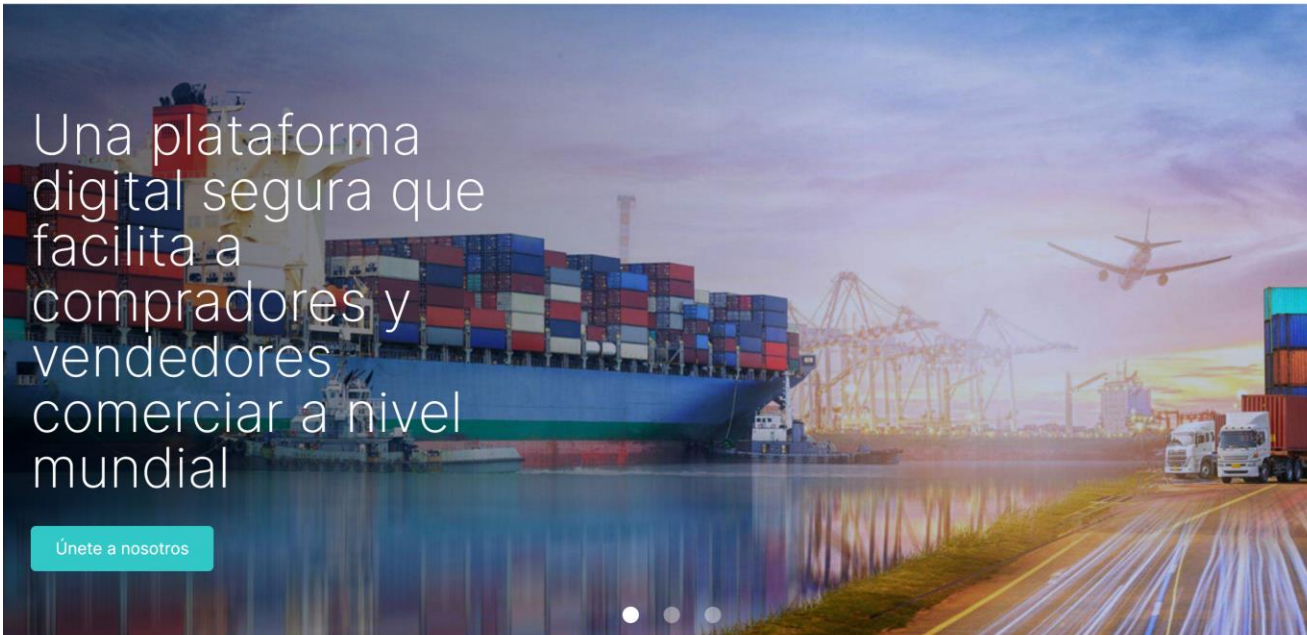 Una plataforma
digital segura que
facilita a
compradores y
vendedores
comerciar a nivel
mundial
Únete a nosotros